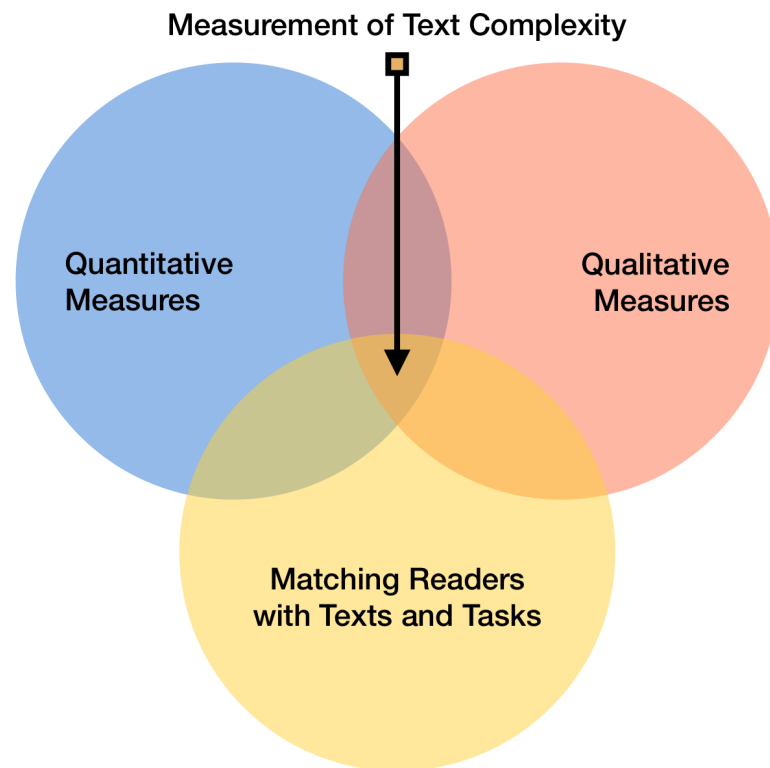 Measurement of Text Complexity
Quantitative
Measures
Qualitative
Measures
Matching Readers
with Texts and Tasks